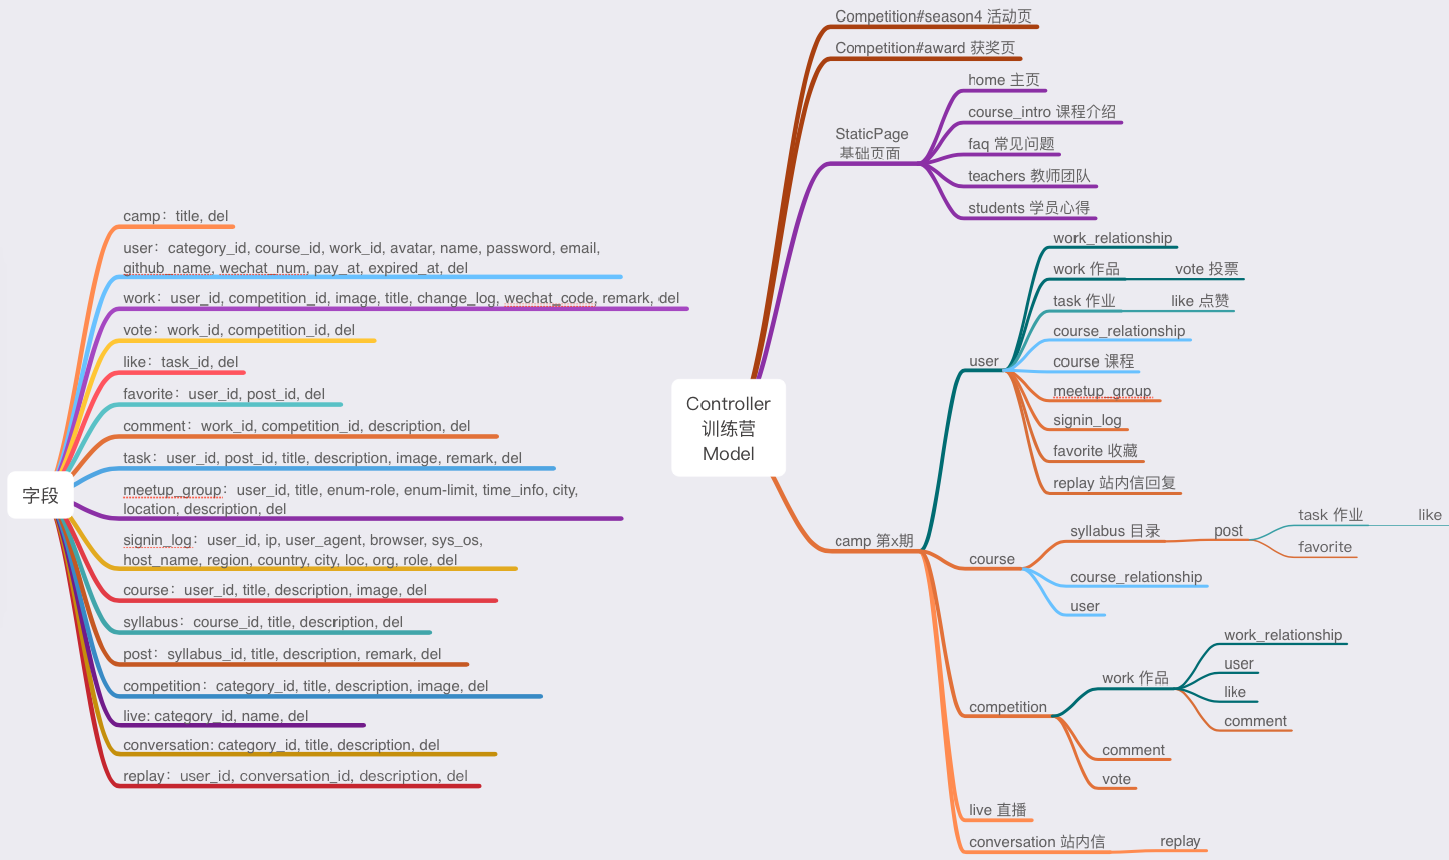 字段
camp：title, del
user：category_id, course_id, work_id, avatar, name, password, email,
github_name, wechat_num, pay_at, expired_at, del
work：user_id, competition_id, image, title, change_log, wechat_code, remark, del
vote：work_id, competition_id, del
like：task_id, del
favorite：user_id, post_id, del
comment：work_id, competition_id, description, del
task：user_id, post_id, title, description, image, remark, del
meetup_group：user_id, title, enum-role, enum-limit, time_info, city,
location, description, del
signin_log：user_id, ip, user_agent, browser, sys_os,
host_name, region, country, city, loc, org, role, del
course：user_id, title, description, image, del
syllabus：course_id, title, description, del
post：syllabus_id, title, description, remark, del
competition：category_id, title, description, image, del
live: category_id, name, del
conversation: category_id, title, description, del
replay：user_id, conversation_id, description, del
Controller
训练营
Model
Competition#season4 活动页
Competition#award 获奖页
StaticPage
基础页面
home 主页
course_intro 课程介绍
faq 常见问题
teachers 教师团队
students 学员心得
camp 第x期
user
work_relationship
work 作品
vote 投票
task 作业
like 点赞
course_relationship
course 课程
meetup_group
signin_log
favorite 收藏
replay 站内信回复
course
syllabus 目录
post
task 作业
like
favorite
course_relationship
user
competition
work 作品
work_relationship
user
like
comment
comment
vote
live 直播
conversation 站内信
replay